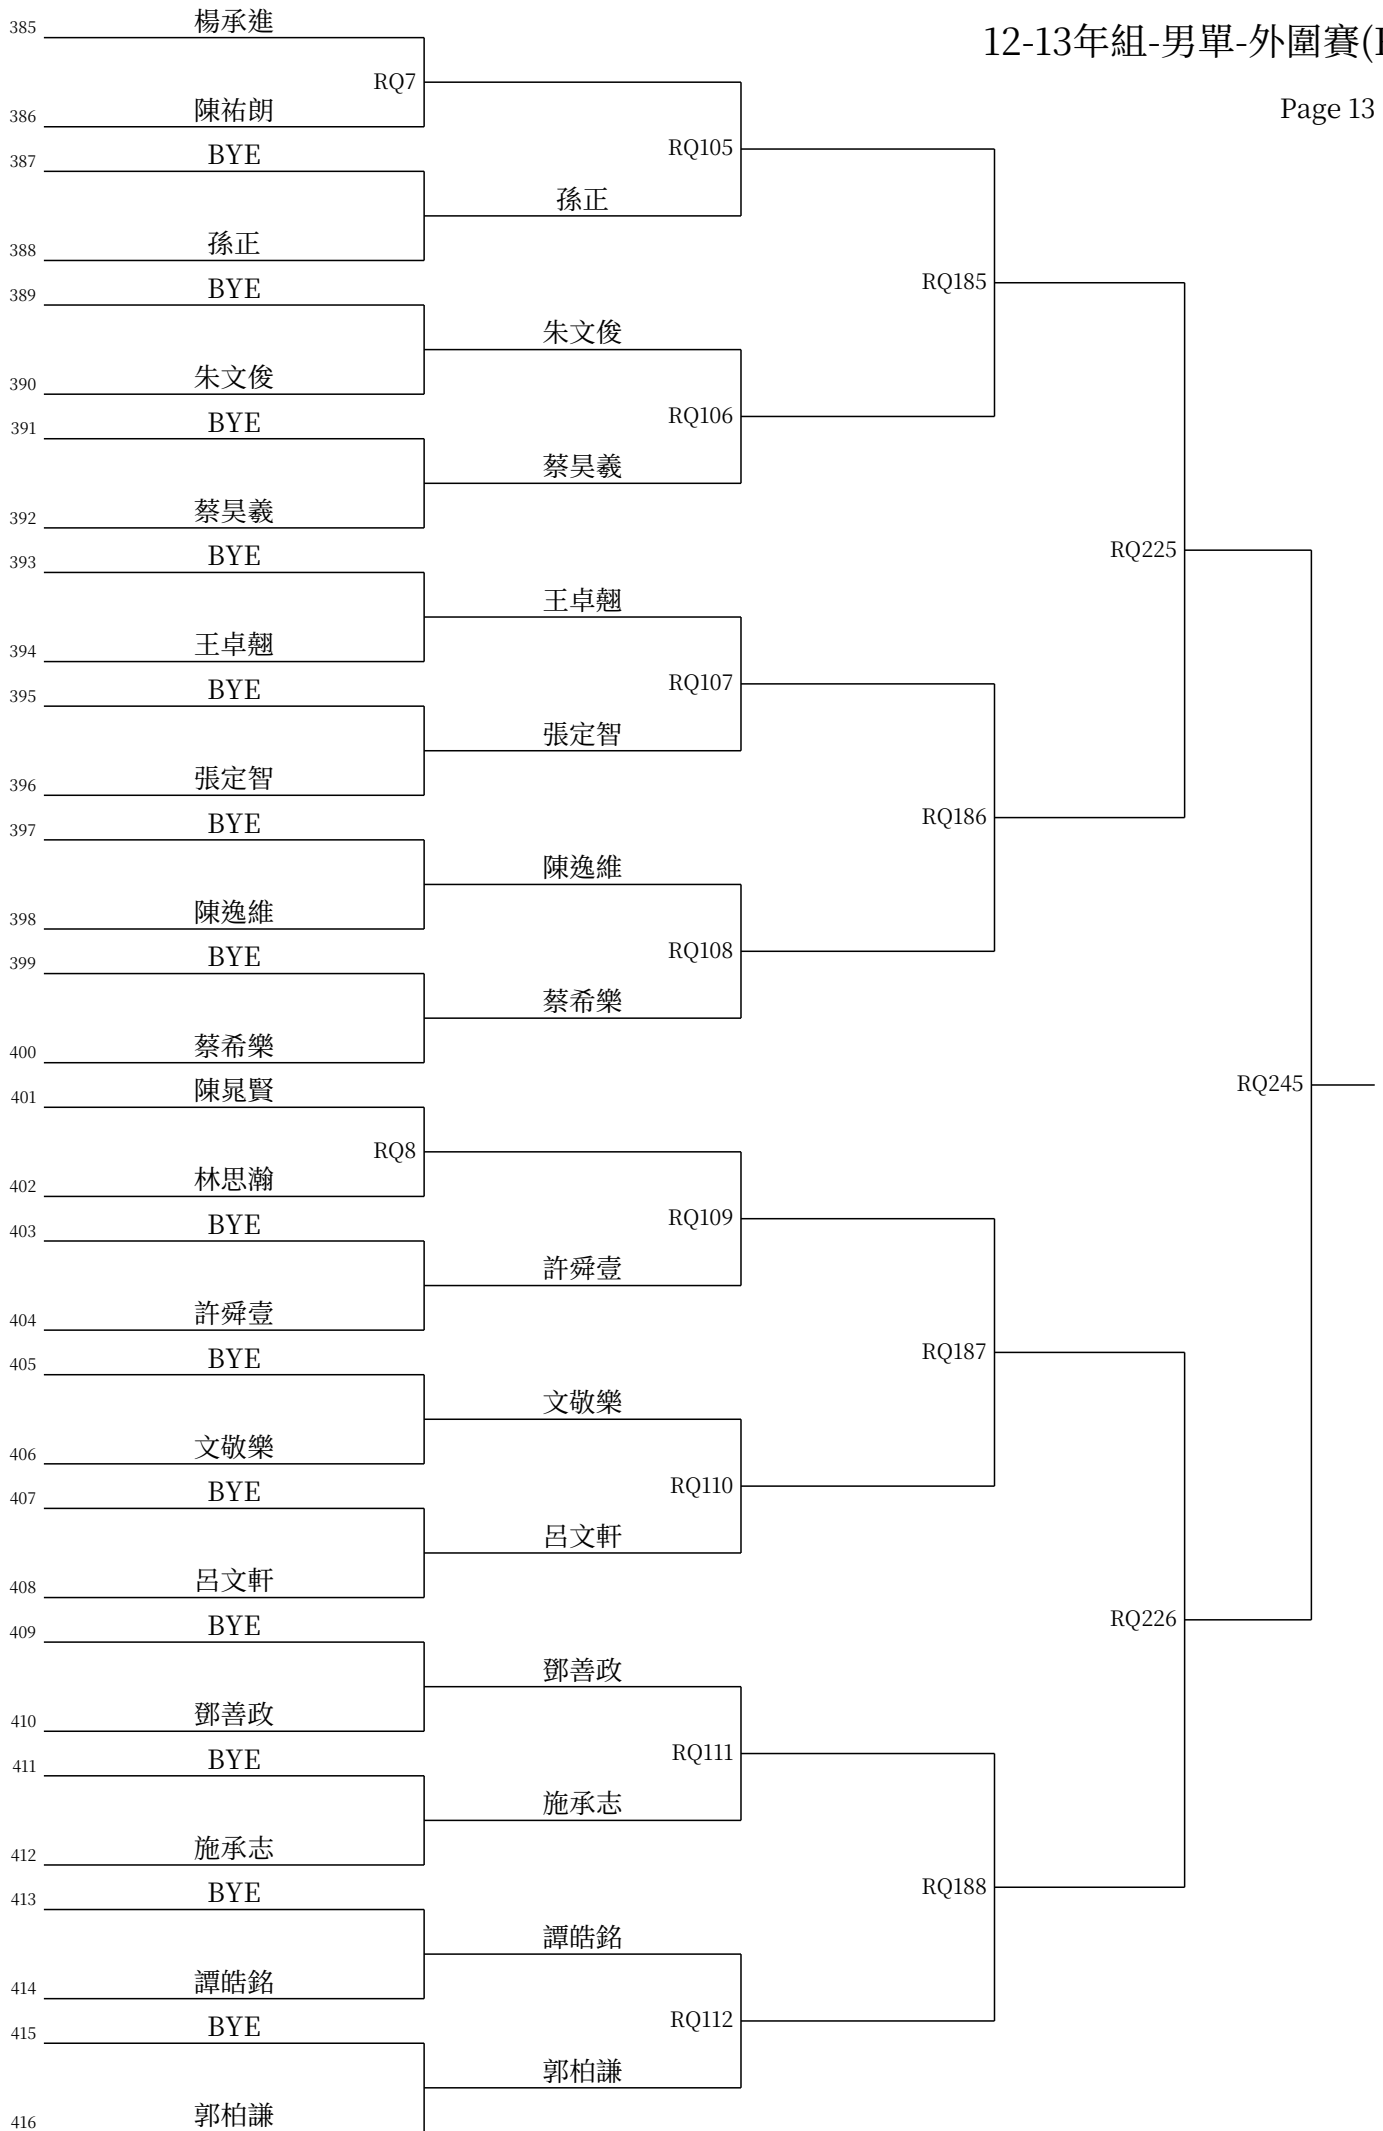 12-13年組-男單-外圍賽(
Page 13
385 楊承進
RQ7
386 陳祐朗
387 BYE
RQ105
孫正
388 孫正
RQ185
389 BYE
朱文俊
390 朱文俊
RQ106
391 BYE
蔡昊羲
392 蔡昊羲
RQ225
393 BYE
王卓翹
394 王卓翹
RQ107
395 BYE
張定智
396 張定智
RQ186
397 BYE
陳逸維
398 陳逸維
RQ108
399 BYE
蔡希樂
400 蔡希樂
RQ245
401 陳晁賢
RQ8
402 林思瀚
RQ109
403 BYE
許舜壹
404 許舜壹
RQ187
405 BYE
文敬樂
406 文敬樂
RQ110
407 BYE
呂文軒
408 呂文軒
RQ226
409 BYE
鄧善政
410 鄧善政
RQ111
411 BYE
施承志
412 施承志
RQ188
413 BYE
譚皓銘
414 譚皓銘
RQ112
415 BYE
郭柏謙
416 郭柏謙